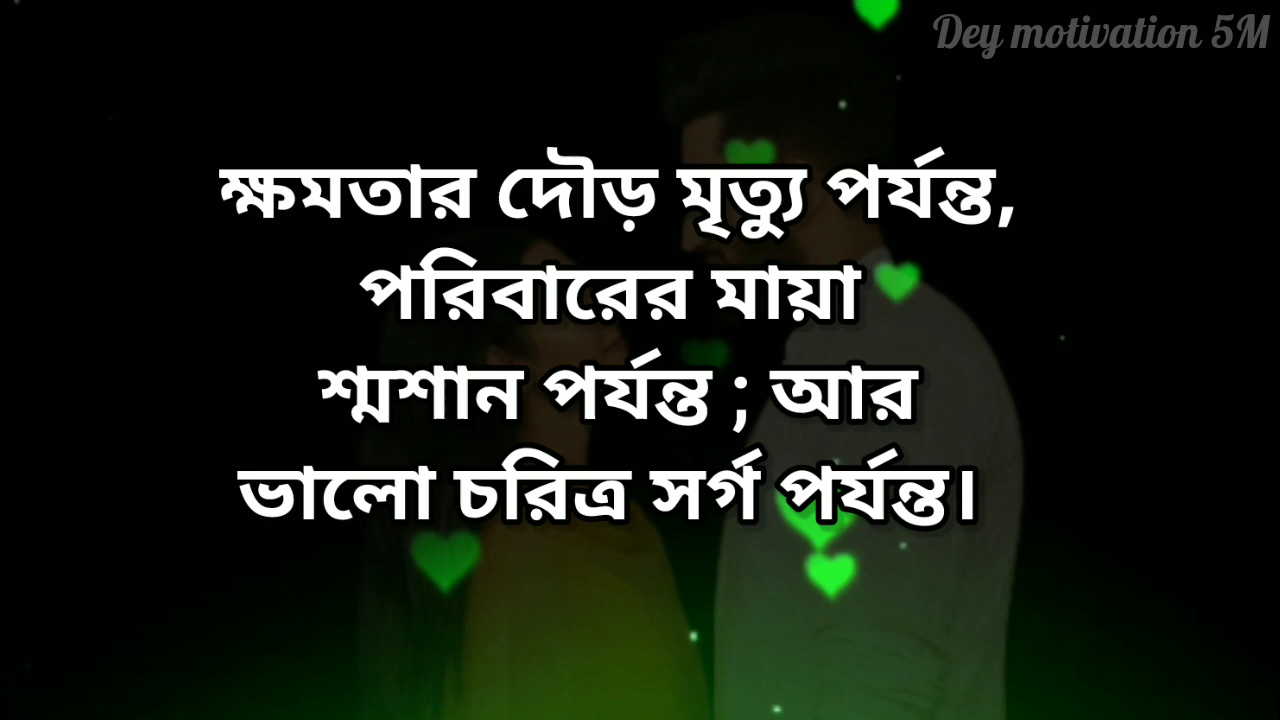 Dey motivation 5M
ক্ষমতার দৌড় মৃত্যু পর্যন্ত,
পরিবারের মায়া
শ্মশান পর্যন্ত ; আর
ভালো চরিত্র সর্গ পর্যন্ত।